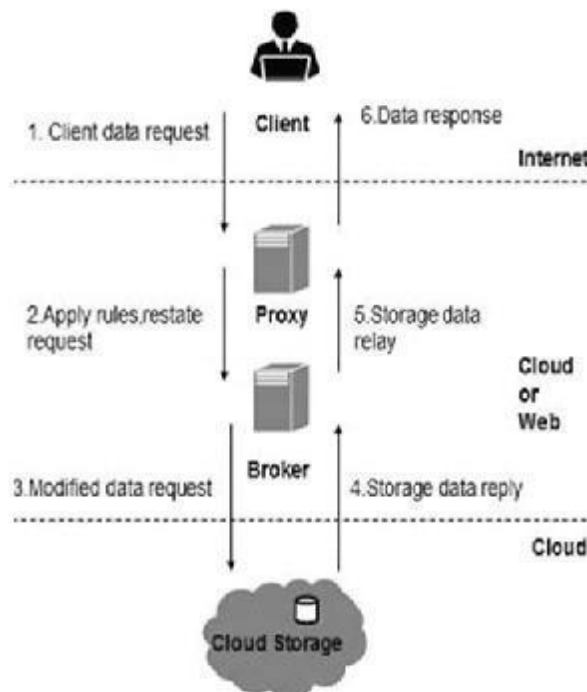 1. Client data request
Client
6.Data response
Internet
2.Apply rules,restate
request
Proxy
5.Storage data
relay
Cloud
or
Web
Broker
3.Modified data request
4.Storage data reply
Cloud
Cloud Storage